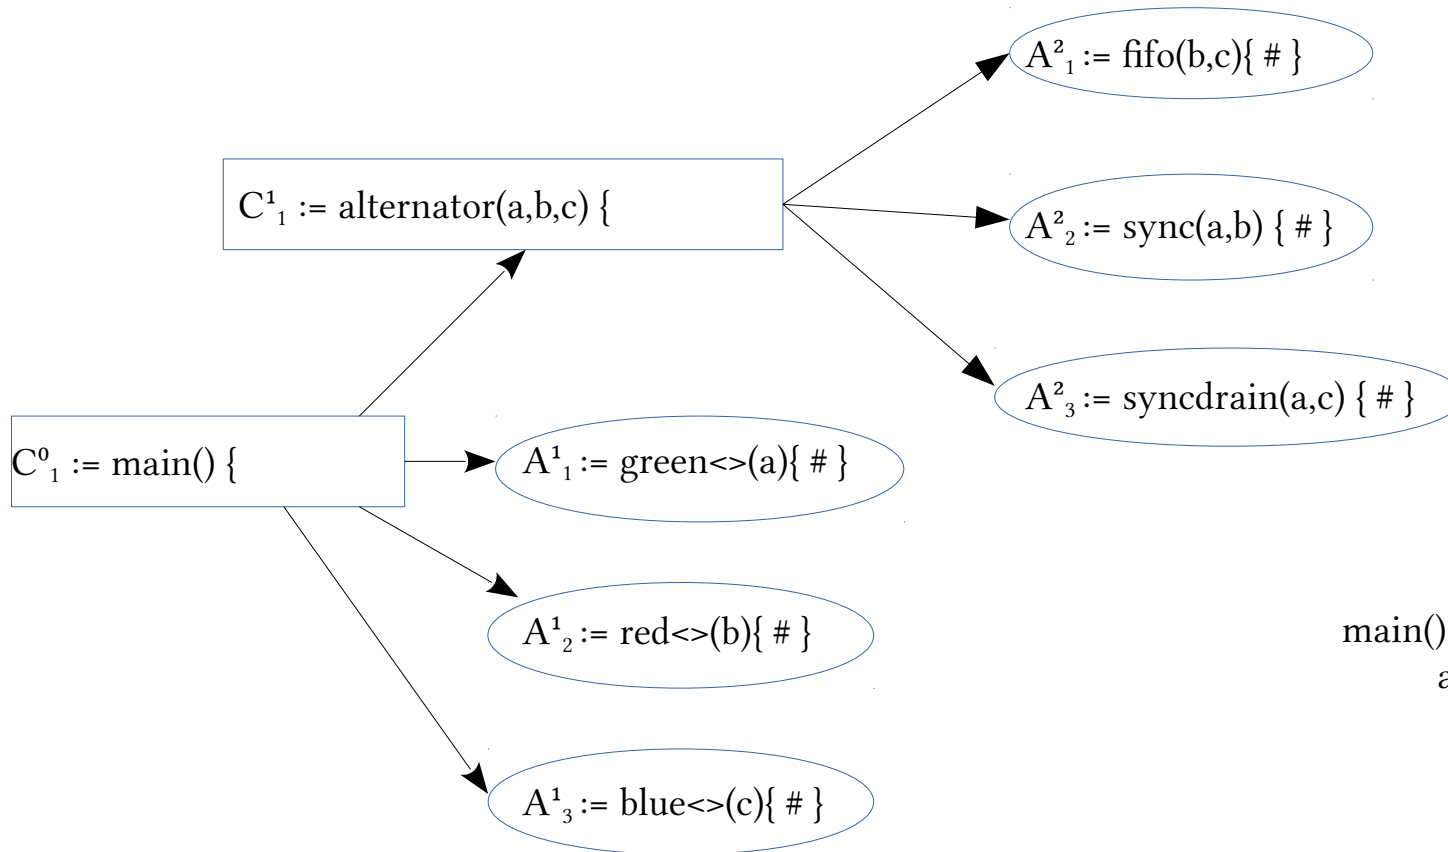 A²₁ := fifo(b,c){ # }
C¹₁ := alternator(a,b,c) {
A²₂ := sync(a,b) { # }
A²₃ := syncdrain(a,c) { # }
C⁰₁ := main() {
A¹₁ := green<>(a){ # }
A¹₂ := red<>(b){ # }
main()
a
A¹₃ := blue<>(c){ # }